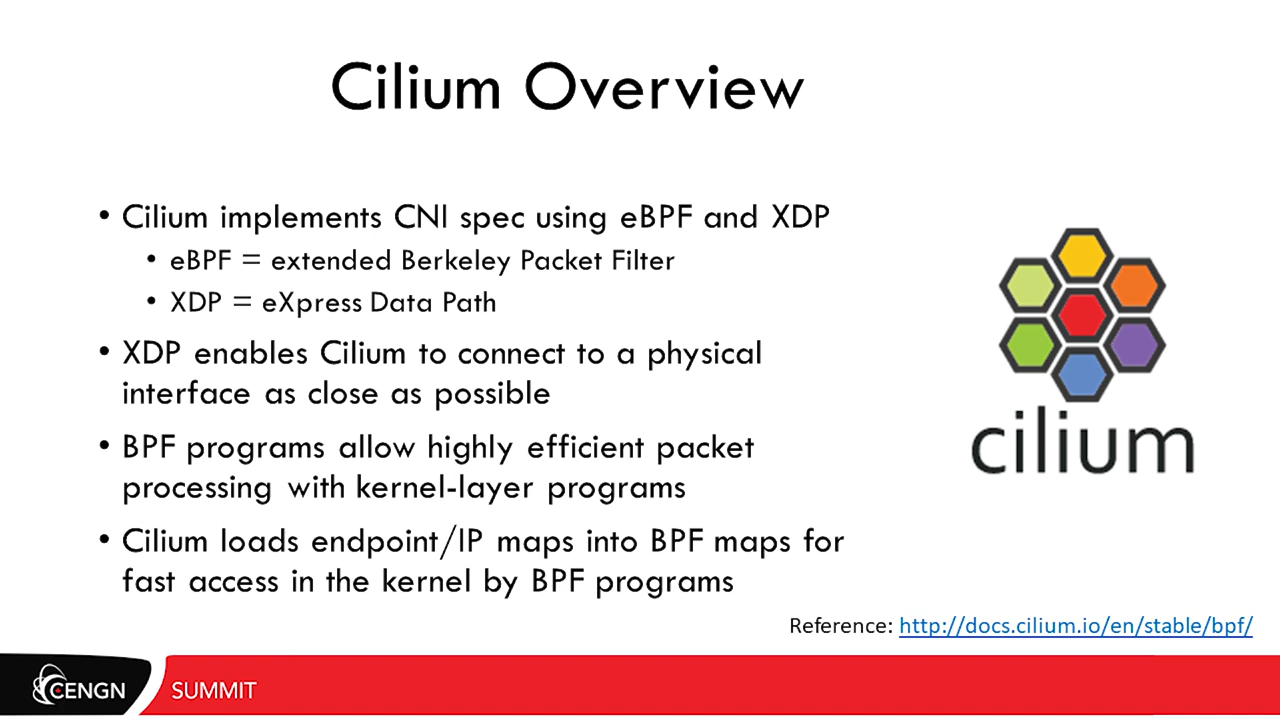 Cilium Overview
• Cilium implements CNI spec using eBPF and XDP
• eBPF = extended Berkeley Packet Filter
• XDP = eXpress Data Path
• XDP enables Cilium to connect to a physical
interface as close as possible
• BPF programs allow highly efficient packet
processing with kernel-layer programs
• Cilium loads endpoint/IP maps into BPF maps for
fast access in the kernel by BPF programs
cilium
Reference: http://docs.cilium.io/en/stable/bpf/
CENGN
SUMMIT